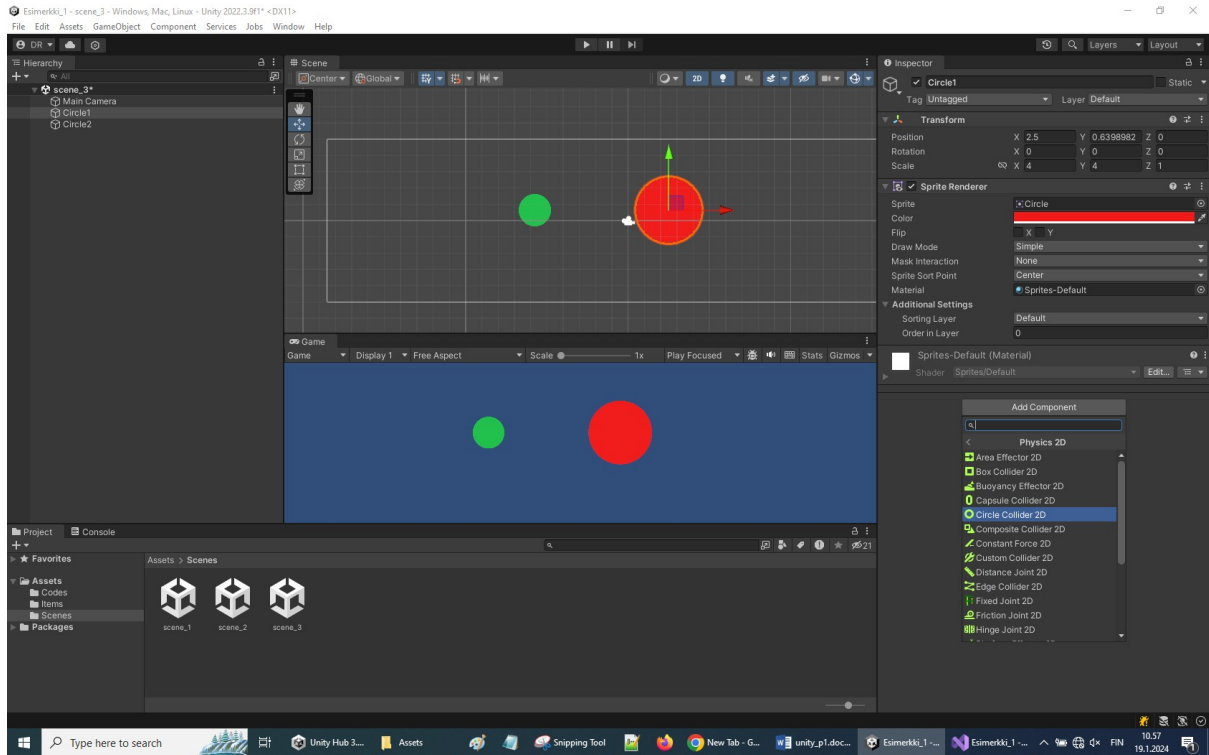 Esimerkki_1 - scene_3 - Windows, Mac, Linux - Unity 2022.3.9f1* <DX11>
File Edit Assets GameObject Component Services Jobs Window Help
DR
Layers Layout
Hierarchy
All
scene_3*
Main Camera
Circle1
Circle2
Scene
Center Global 2D
Game
Game Display 1 Free Aspect Scale 1x Play Focused Stats Gizmos
Inspector
Circle1 Static
Tag Untagged Layer Default
Transform
Position X 2.5 Y 0.6398982 Z 0
Rotation X 0 Y 0 Z 0
Scale X 4 Y 4 Z 1
Sprite Renderer
Sprite Circle
Color
Flip X Y
Draw Mode Simple
Mask Interaction None
Sprite Sort Point Center
Material Sprites-Default
Additional Settings
Sorting Layer Default
Order in Layer 0
Sprites-Default (Material)
Shader Sprites/Default Edit...
Add Component
Physics 2D
Area Effector 2D
Box Collider 2D
Buoyancy Effector 2D
Capsule Collider 2D
Circle Collider 2D
Composite Collider 2D
Constant Force 2D
Custom Collider 2D
Distance Joint 2D
Edge Collider 2D
Fixed Joint 2D
Friction Joint 2D
Hinge Joint 2D
Project Console
21
Favorites
Assets
Codes
Items
Scenes
Packages
Assets > Scenes
scene_1 scene_2 scene_3
Type here to search
Unity Hub 3.... Assets Snipping Tool New Tab - G... unity_p1.doc... Esimerkki_1 -... Esimerkki_1 -... FIN
10.57
19.1.2024